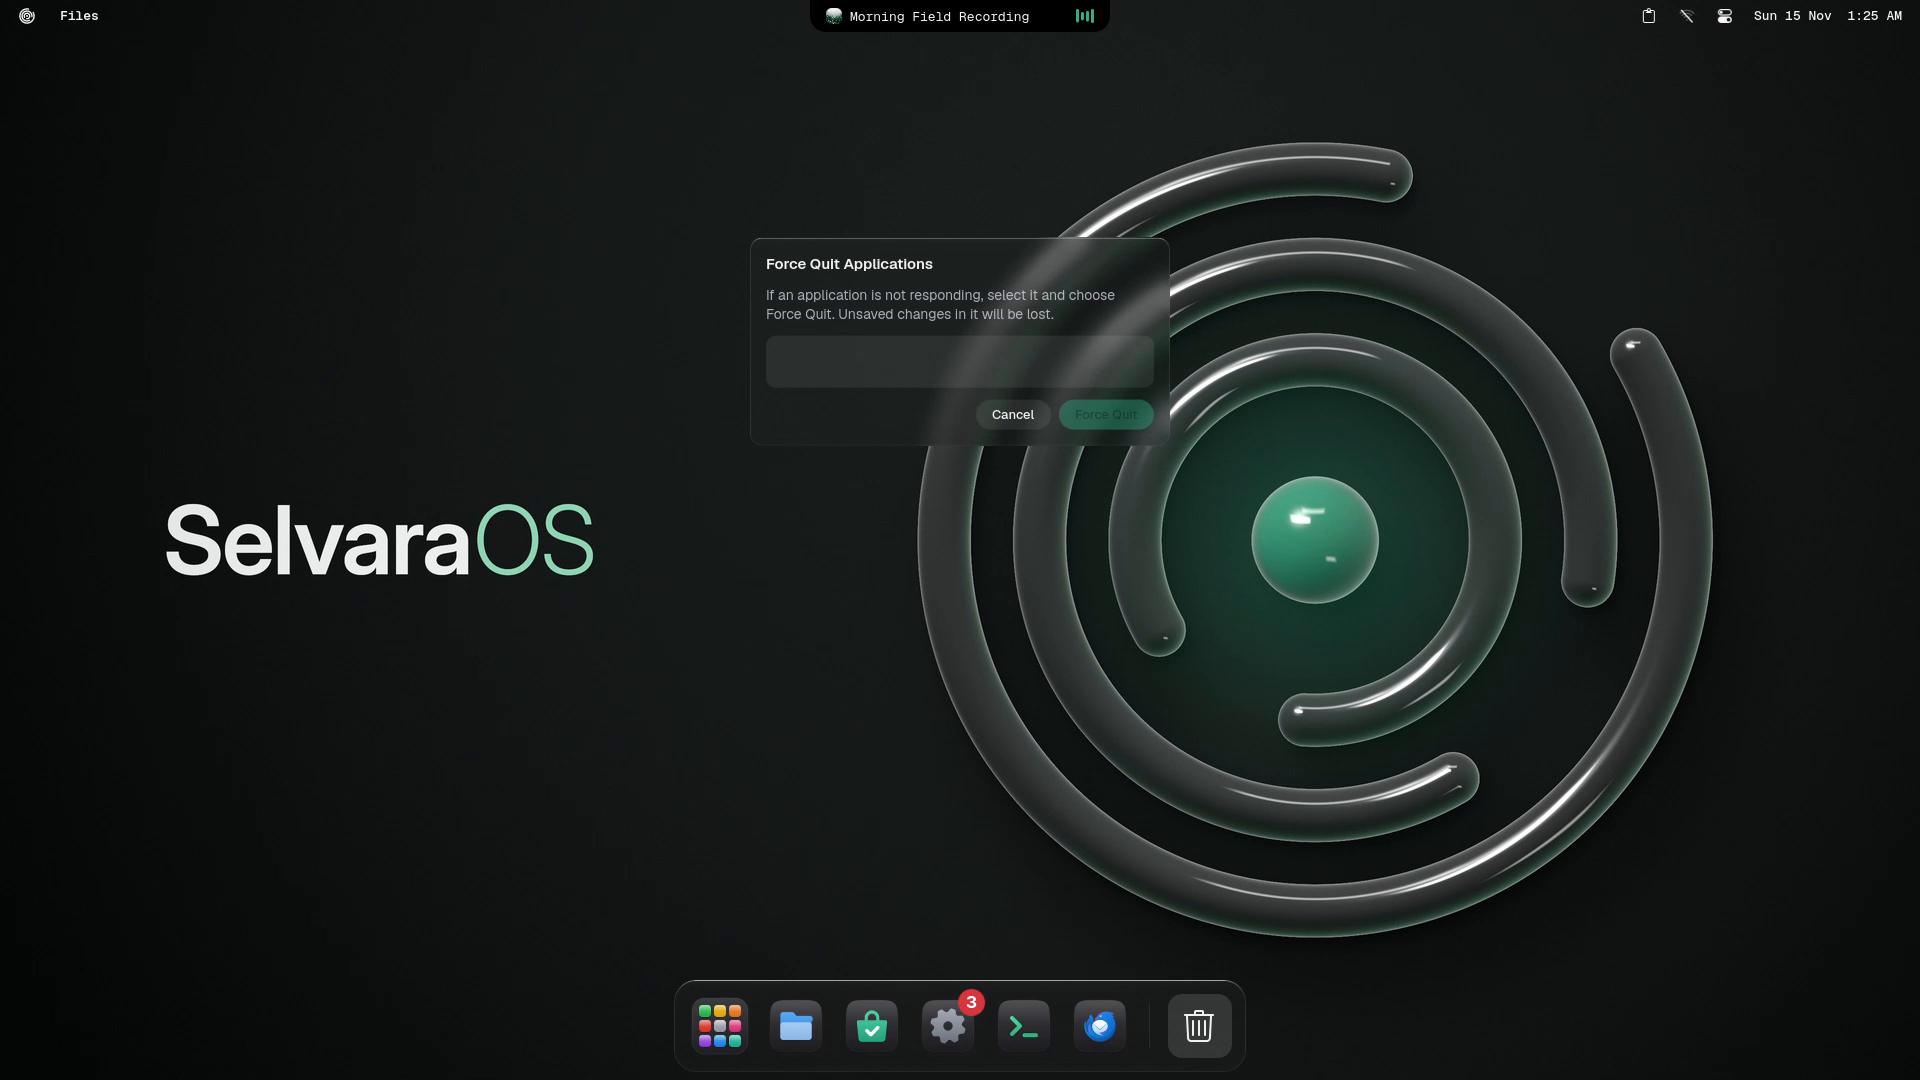 Files
Morning Field Recording
Sun 15 Nov 1:25 AM
Force Quit Applications
If an application is not responding, select it and choose
Force Quit. Unsaved changes in it will be lost.
Cancel
Force Quit
SelvaraOS
3